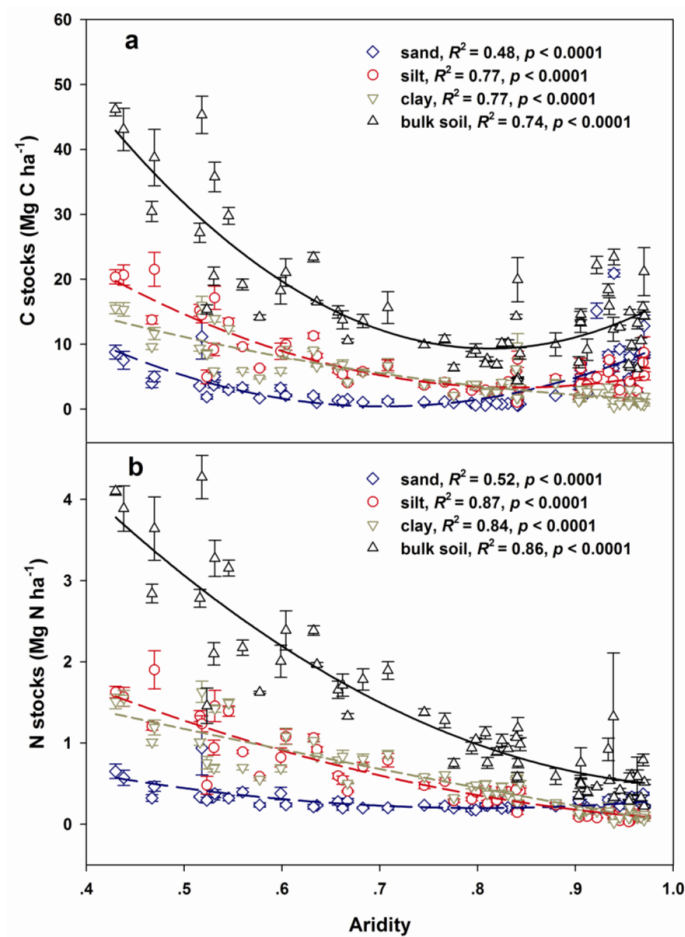 60
50
40
30
20
10
0
C stocks (Mg C ha-1)
a
sand, R2 = 0.48, p < 0.0001
silt, R2 = 0.77, p < 0.0001
clay, R2 = 0.77, p < 0.0001
bulk soil, R2 = 0.74, p < 0.0001
4
3
2
1
0
N stocks (Mg N ha-1)
b
sand, R2 = 0.52, p < 0.0001
silt, R2 = 0.87, p < 0.0001
clay, R2 = 0.84, p < 0.0001
bulk soil, R2 = 0.86, p < 0.0001
.4 .5 .6 .7 .8 .9 1.0
Aridity